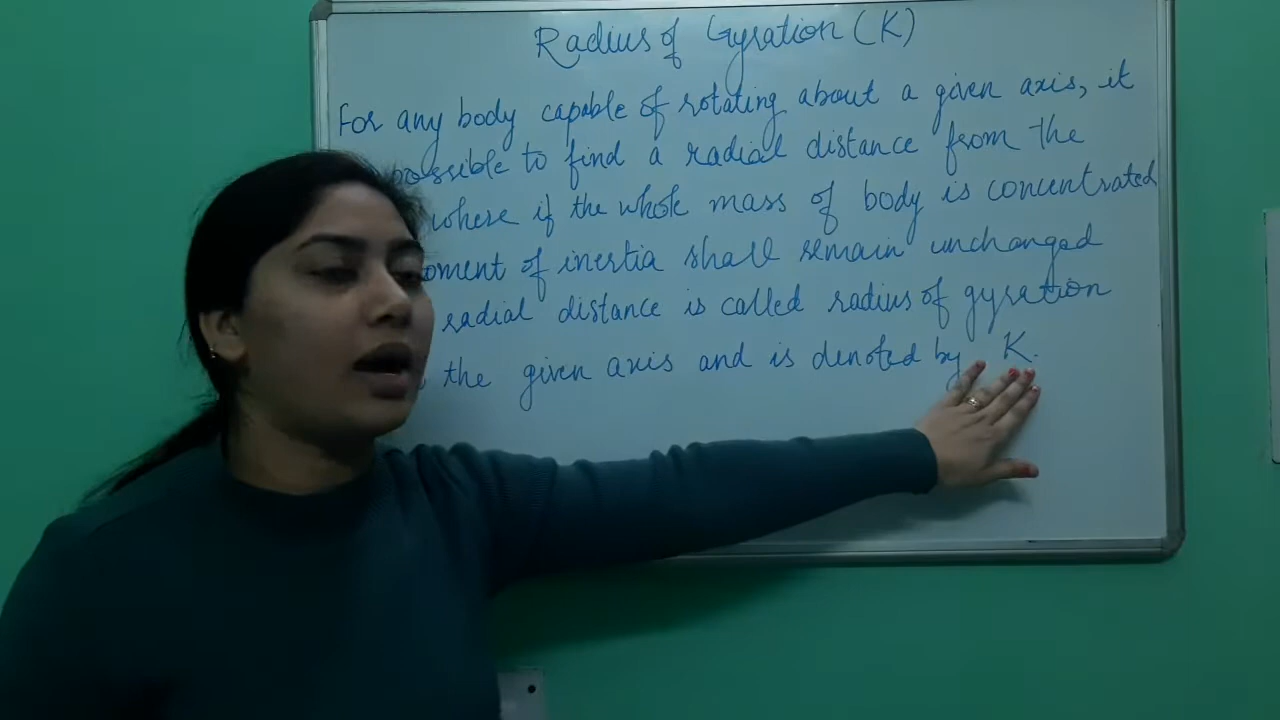 Radius of Gyration (K)
For any body capable of rotating about a given axis, it
possible to find a radial distance from the
where if the whole mass of body is concentrated
oment of inertia shall remain unchanged
radial distance is called radius of gyration
the given axis and is denoted by K.